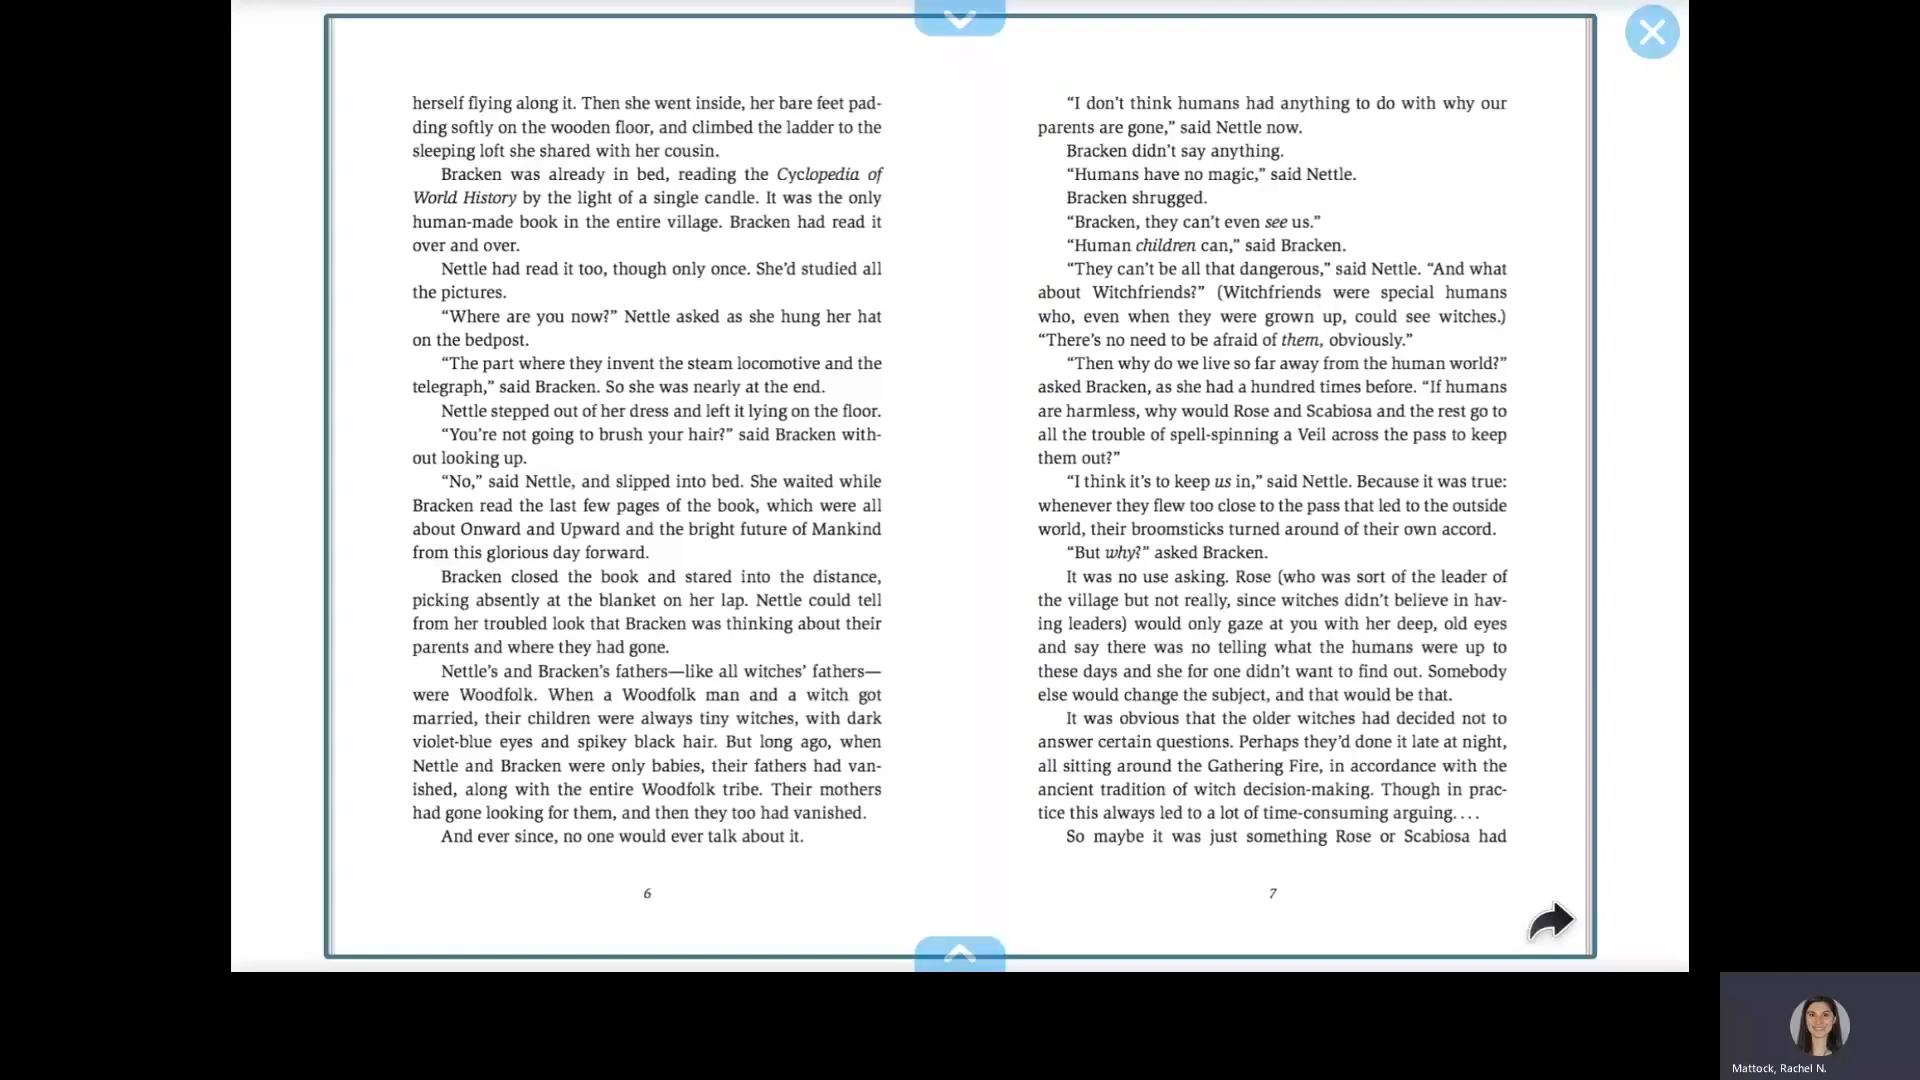 herself flying along it. Then she went inside, her bare feet pad-
ding softly on the wooden floor, and climbed the ladder to the
sleeping loft she shared with her cousin.
Bracken was already in bed, reading the Cyclopedia of
World History by the light of a single candle. It was the only
human-made book in the entire village. Bracken had read it
over and over.
Nettle had read it too, though only once. She’d studied all
the pictures.
“Where are you now?” Nettle asked as she hung her hat
on the bedpost.
“The part where they invent the steam locomotive and the
telegraph,” said Bracken. So she was nearly at the end.
Nettle stepped out of her dress and left it lying on the floor.
“You’re not going to brush your hair?” said Bracken with-
out looking up.
“No,” said Nettle, and slipped into bed. She waited while
Bracken read the last few pages of the book, which were all
about Onward and Upward and the bright future of Mankind
from this glorious day forward.
Bracken closed the book and stared into the distance,
picking absently at the blanket on her lap. Nettle could tell
from her troubled look that Bracken was thinking about their
parents and where they had gone.
Nettle’s and Bracken’s fathers—like all witches’ fathers—
were Woodfolk. When a Woodfolk man and a witch got
married, their children were always tiny witches, with dark
violet-blue eyes and spikey black hair. But long ago, when
Nettle and Bracken were only babies, their fathers had van-
ished, along with the entire Woodfolk tribe. Their mothers
had gone looking for them, and then they too had vanished.
And ever since, no one would ever talk about it.
6
“I don’t think humans had anything to do with why our
parents are gone,” said Nettle now.
Bracken didn’t say anything.
“Humans have no magic,” said Nettle.
Bracken shrugged.
“Bracken, they can’t even see us.”
“Human children can,” said Bracken.
“They can’t be all that dangerous,” said Nettle. “And what
about Witchfriends?” (Witchfriends were special humans
who, even when they were grown up, could see witches.)
“There’s no need to be afraid of them, obviously.”
“Then why do we live so far away from the human world?”
asked Bracken, as she had a hundred times before. “If humans
are harmless, why would Rose and Scabiosa and the rest go to
all the trouble of spell-spinning a Veil across the pass to keep
them out?”
“I think it’s to keep us in,” said Nettle. Because it was true:
whenever they flew too close to the pass that led to the outside
world, their broomsticks turned around of their own accord.
“But why?” asked Bracken.
It was no use asking. Rose (who was sort of the leader of
the village but not really, since witches didn’t believe in hav-
ing leaders) would only gaze at you with her deep, old eyes
and say there was no telling what the humans were up to
these days and she for one didn’t want to find out. Somebody
else would change the subject, and that would be that.
It was obvious that the older witches had decided not to
answer certain questions. Perhaps they’d done it late at night,
all sitting around the Gathering Fire, in accordance with the
ancient tradition of witch decision-making. Though in prac-
tice this always led to a lot of time-consuming arguing. . . .
So maybe it was just something Rose or Scabiosa had
7
Mattock, Rachel N.